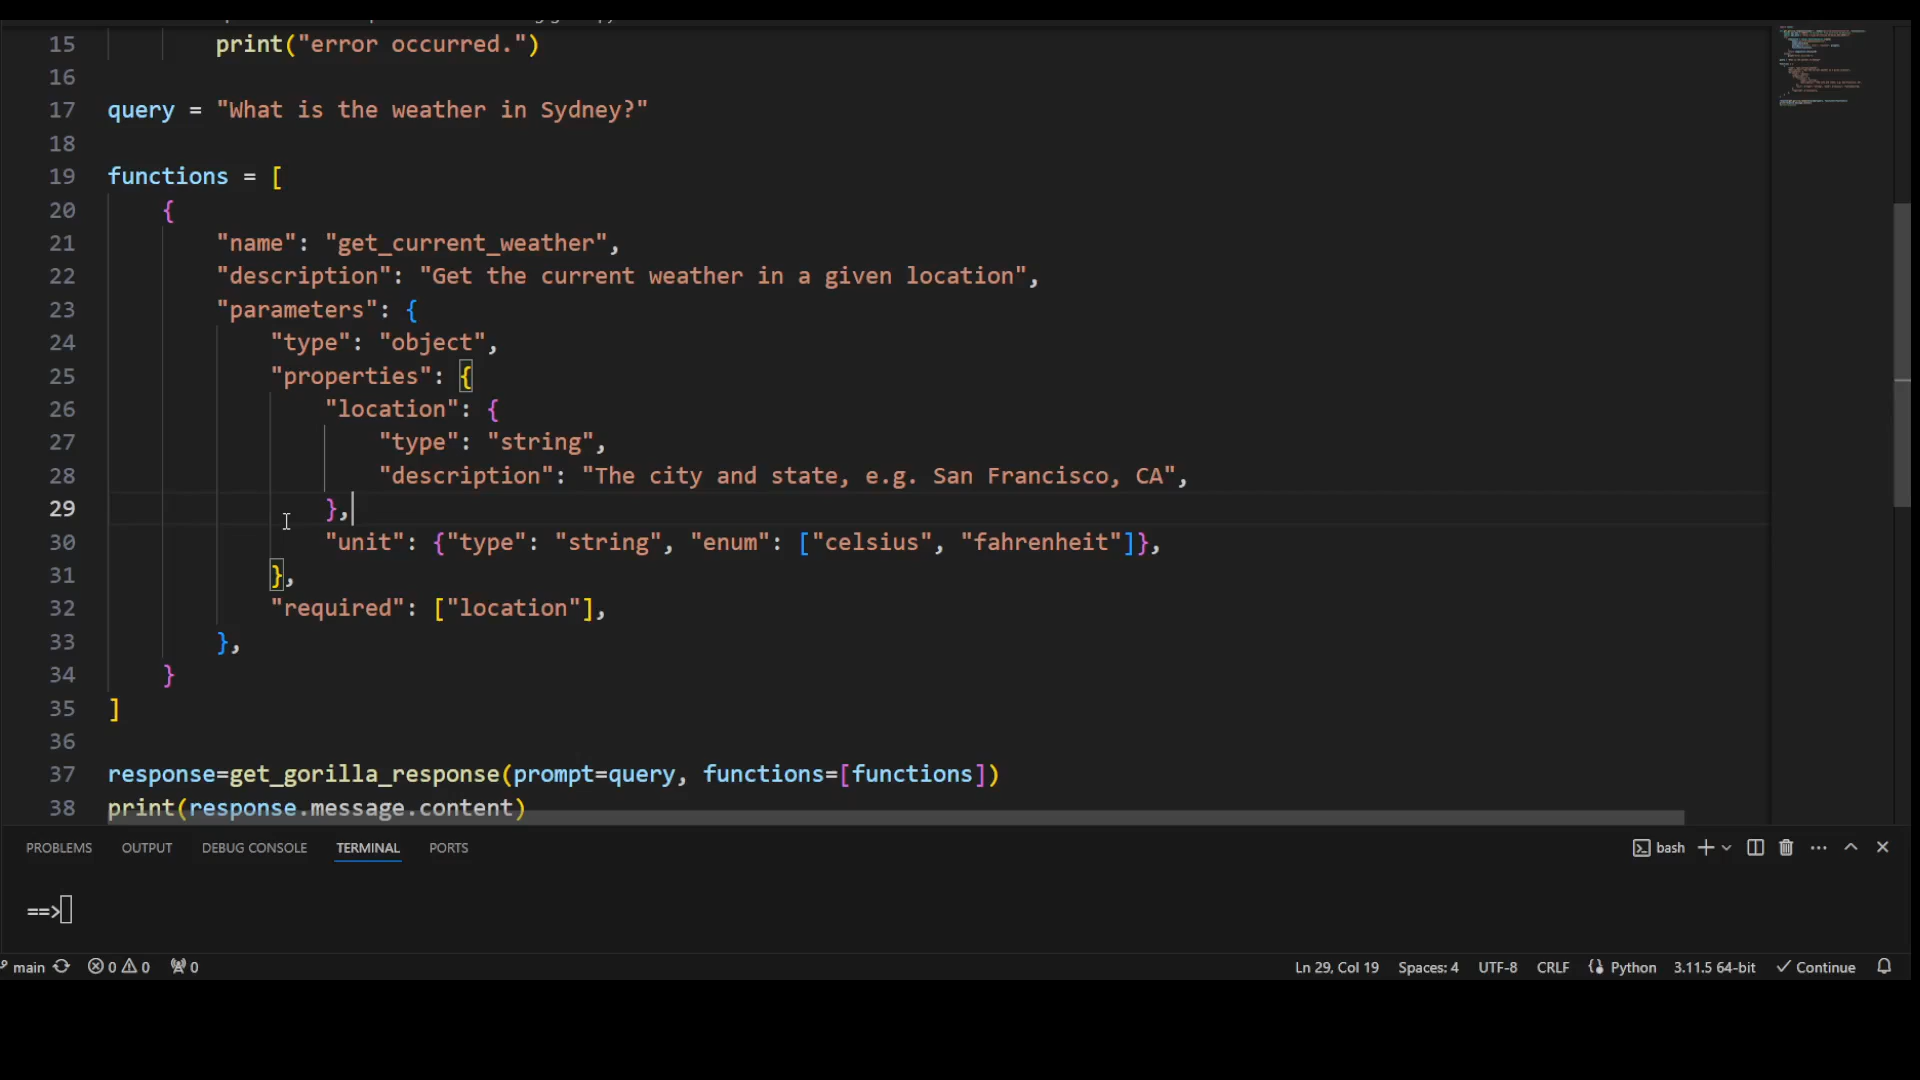 15 print("error occurred.")
16
17 query = "What is the weather in Sydney?"
18
19 functions = [
20 {
21 "name": "get_current_weather",
22 "description": "Get the current weather in a given location",
23 "parameters": {
24 "type": "object",
25 "properties": {
26 "location": {
27 "type": "string",
28 "description": "The city and state, e.g. San Francisco, CA",
29 },
30 "unit": {"type": "string", "enum": ["celsius", "fahrenheit"]},
31 },
32 "required": ["location"],
33 },
34 }
35 ]
36
37 response=get_gorilla_response(prompt=query, functions=[functions])
38 print(response.message.content)
PROBLEMS OUTPUT DEBUG CONSOLE TERMINAL PORTS bash
==>
main 0 0 0 Ln 29, Col 19 Spaces: 4 UTF-8 CRLF Python 3.11.5 64-bit Continue